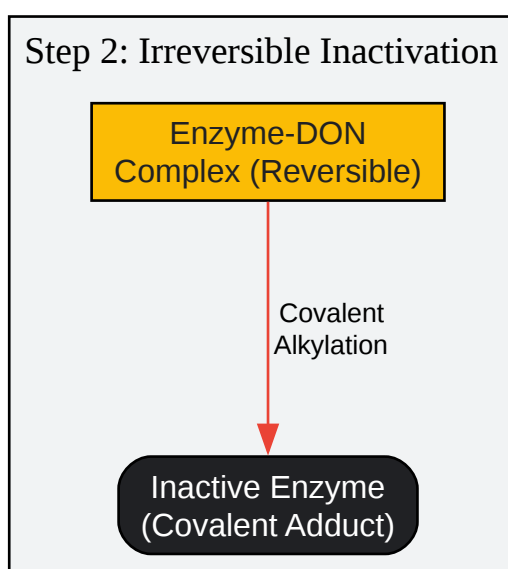 Step 2: Irreversible Inactivation
Enzyme-DON
Complex (Reversible)
Covalent
Alkylation
Inactive Enzyme
(Covalent Adduct)